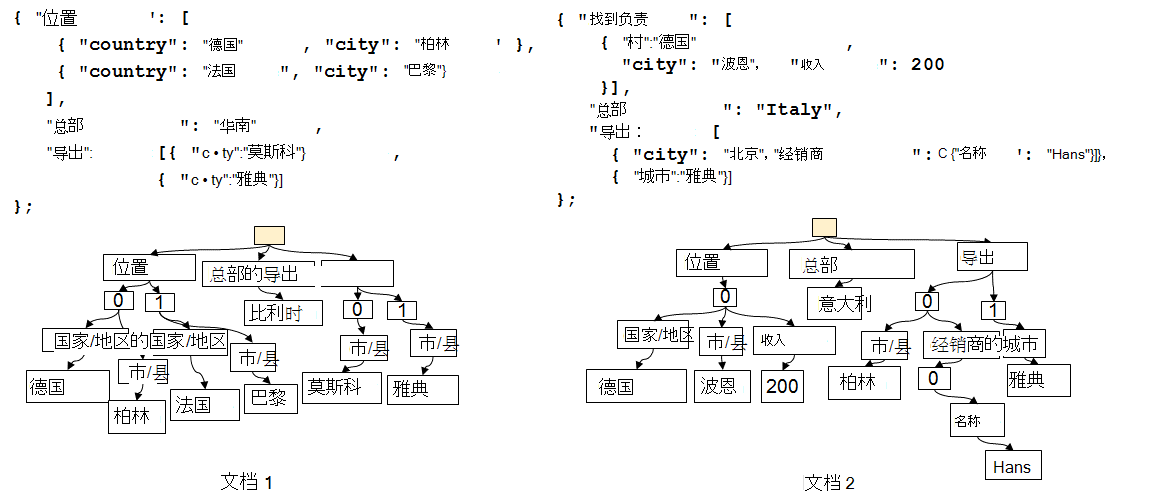 { "位置 ': [
{ "country": "德国" , "city": "柏林 ' },
{ "country": "法国 ", "city": "巴黎"}
],
"总部 ": "华南" ,
"导出": [{ "c • ty":"莫斯科"} ,
{ "c • ty":"雅典"}]
};
位置
总部的导出
0
1
比利时
0
1
国家/地区的国家/地区
市/县
市/县
市/县
市/县
德国
柏林
法国
巴黎
莫斯科
雅典
文档 1
{ "找到负责 ": [
{ "村":"德国" ,
"city": "波恩", "收入 ": 200
}],
"总部 ": "Italy",
"导出： [
{ "city": "北京", "经销商 ": C {"名称 ': "Hans"}]},
{ "城市":"雅典"}]
};
位置
总部
导出
0
意大利
0
1
国家/地区
市/县
收入
市/县
经销商的城市
德国
波恩
200
柏林
0
雅典
名称
Hans
文档 2